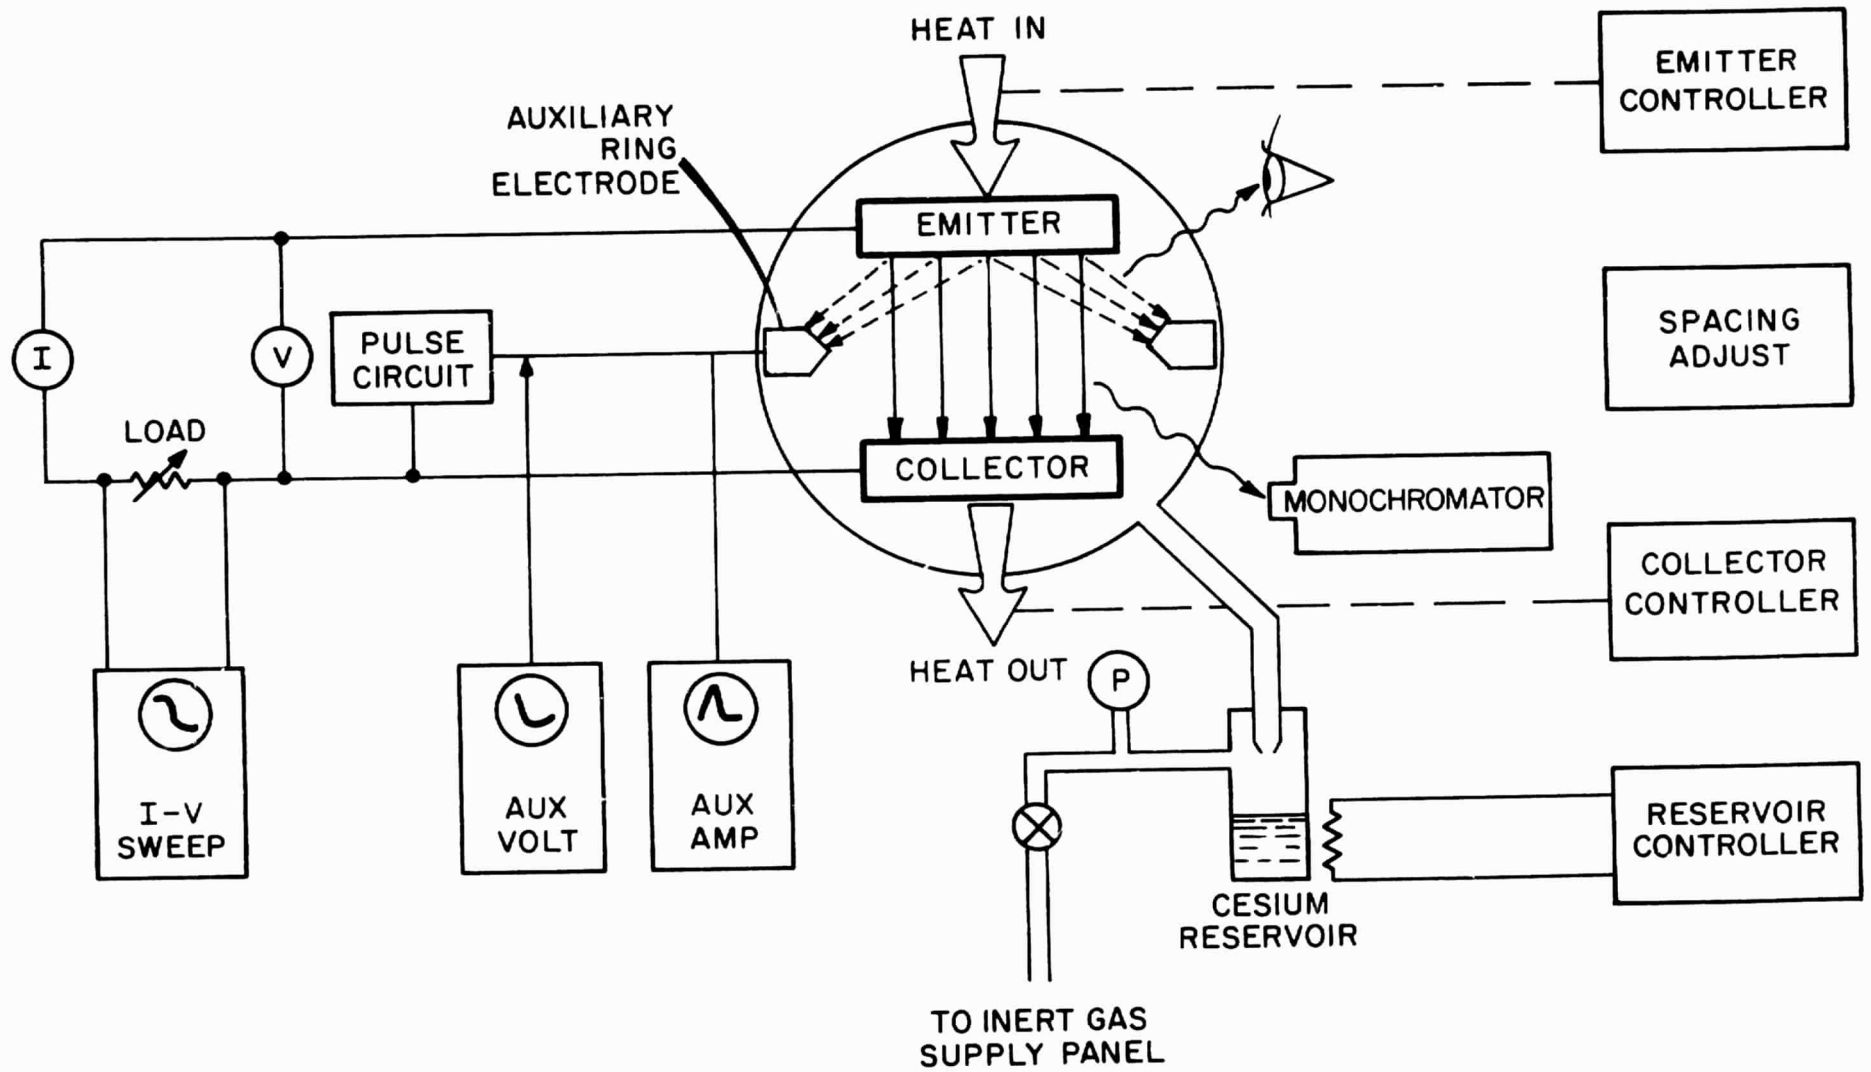 HEAT IN
EMITTER
CONTROLLER
AUXILIARY
RING
ELECTRODE
EMITTER
SPACING
ADJUST
I
V
PULSE
CIRCUIT
LOAD
COLLECTOR
MONOCHROMATOR
COLLECTOR
CONTROLLER
HEAT OUT
P
I-V
SWEEP
AUX
VOLT
AUX
AMP
RESERVOIR
CONTROLLER
CESIUM
RESERVOIR
TO INERT GAS
SUPPLY PANEL